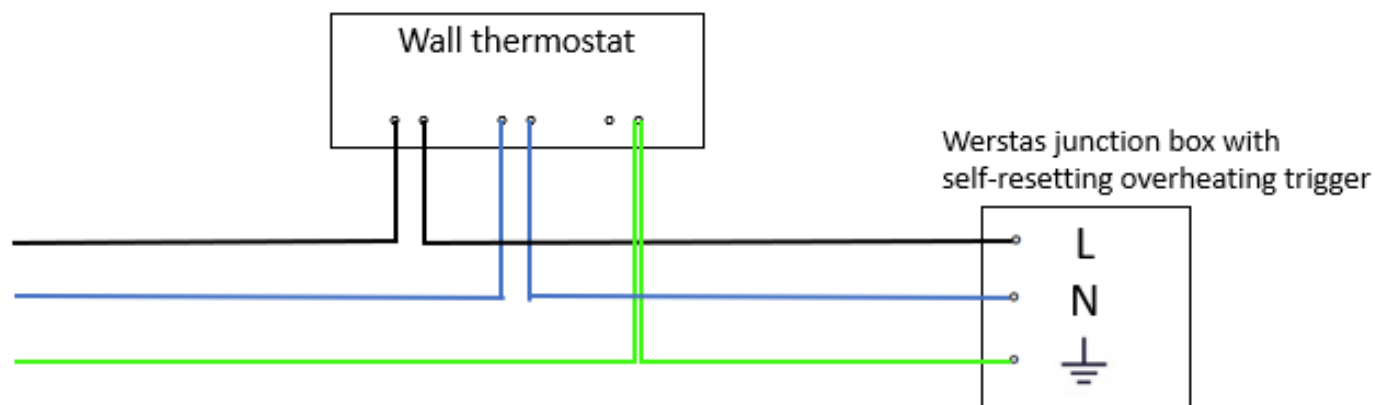 Wall thermostat
Werstas junction box with
self-resetting overheating trigger
L
N